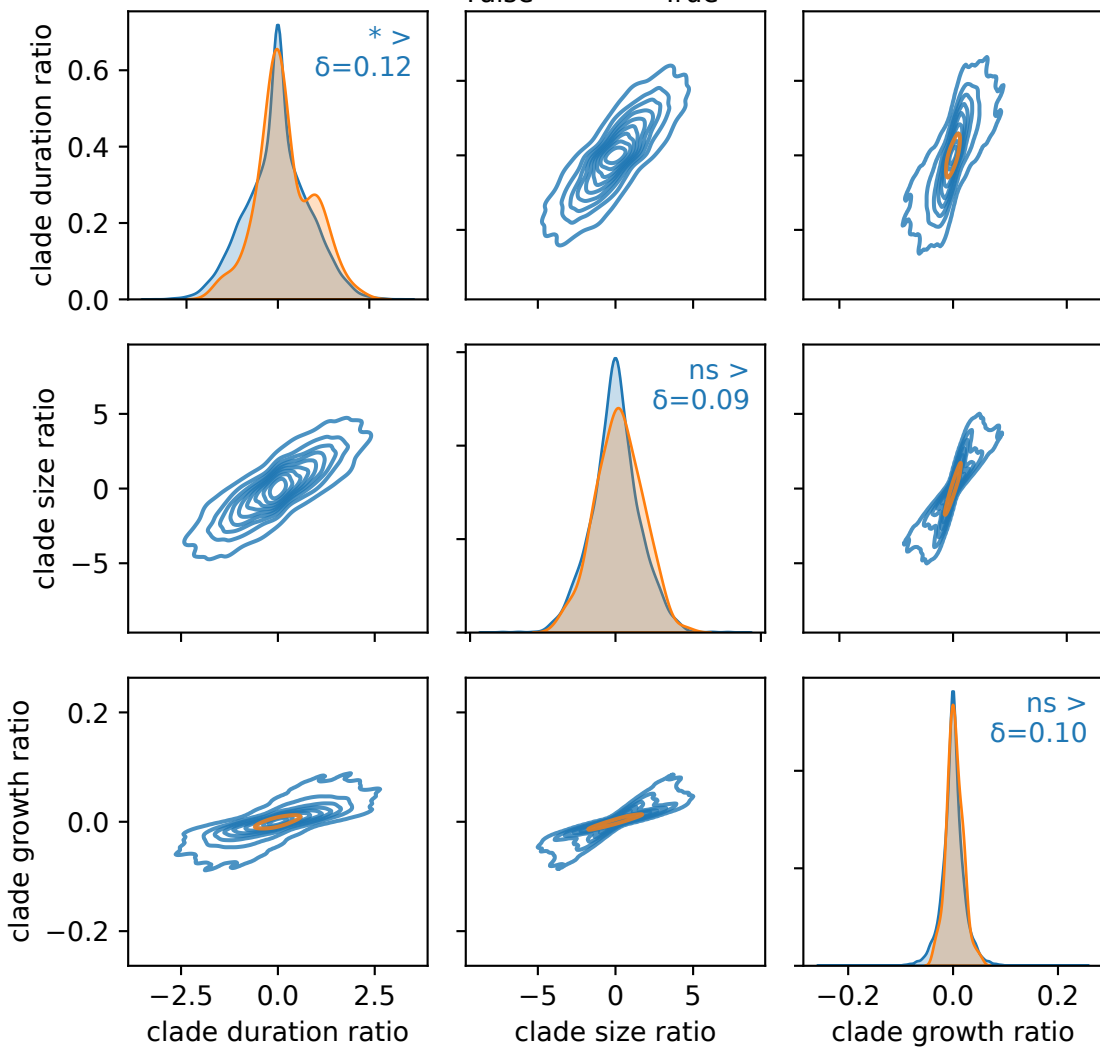 clade duration ratio
0.6
0.4
0.2
0.0
* >
δ=0.12
clade size ratio
5
0
−5
ns >
δ=0.09
clade growth ratio
0.2
0.0
−0.2
ns >
δ=0.10
−2.5 0.0 2.5
clade duration ratio
−5 0 5
clade size ratio
−0.2 0.0 0.2
clade growth ratio